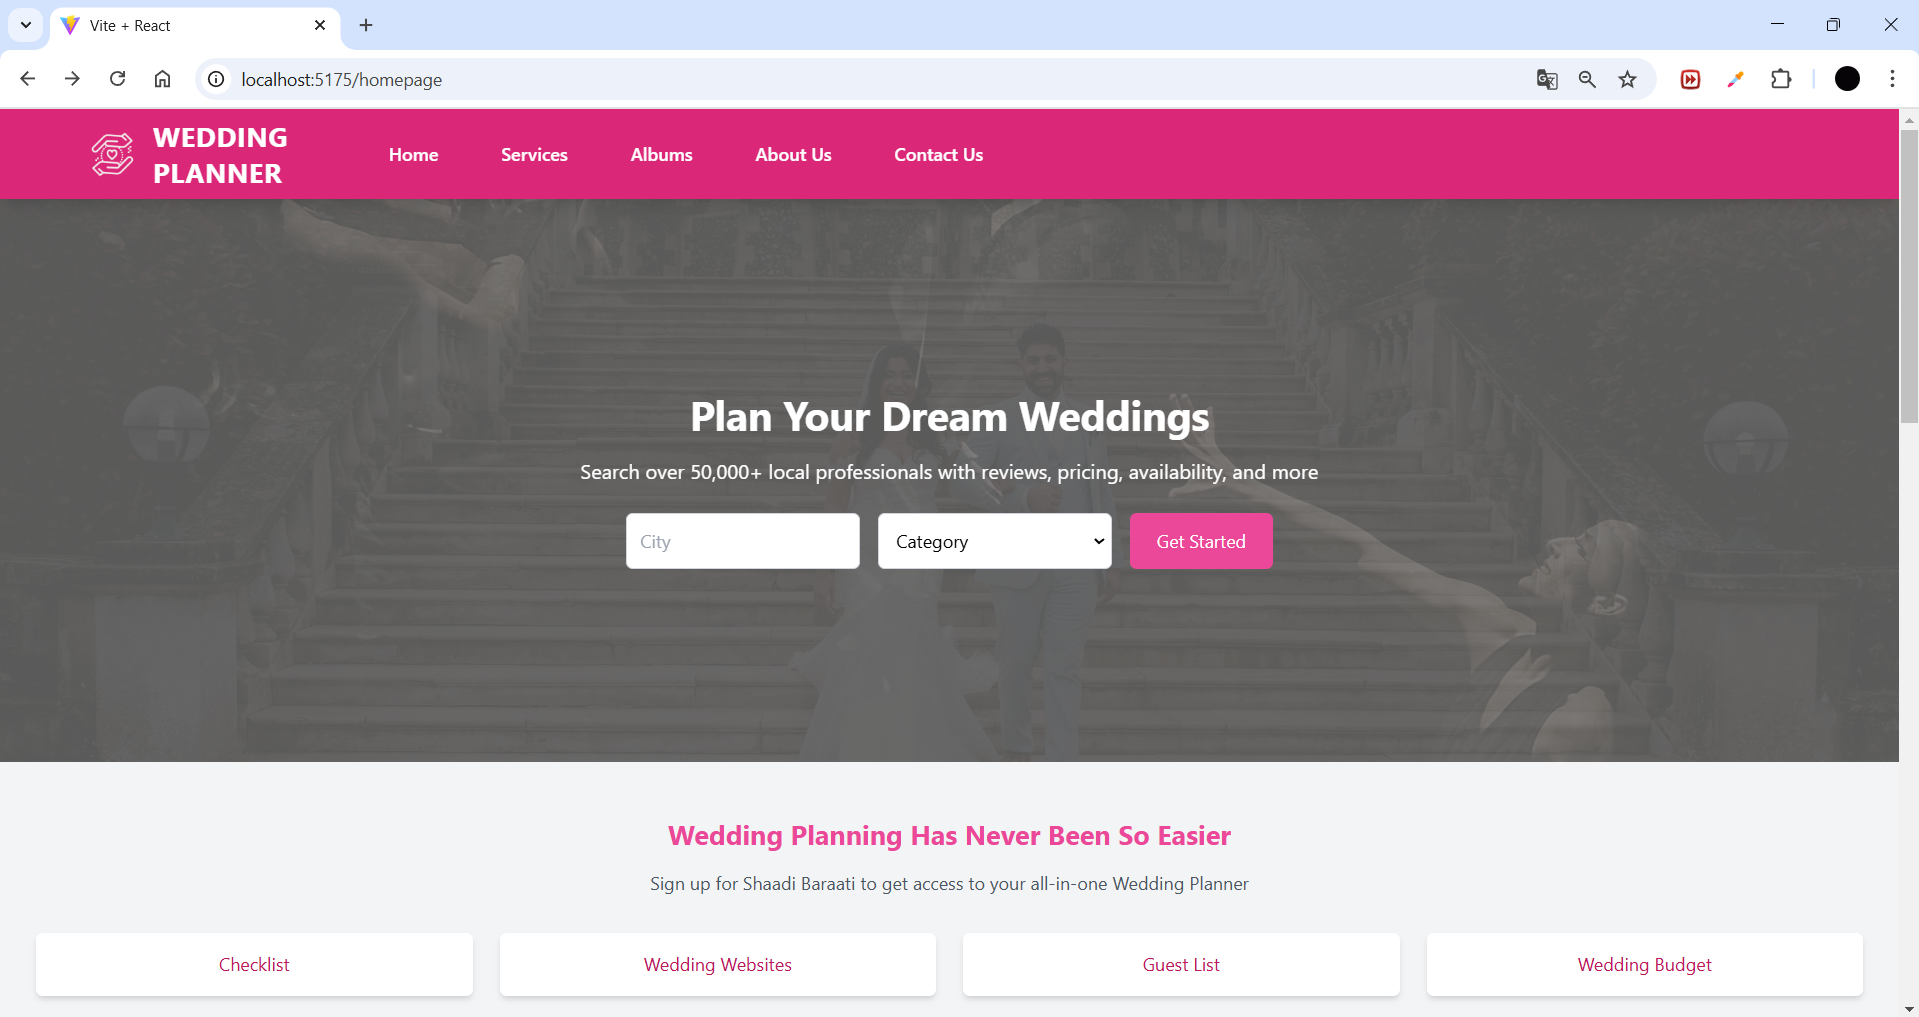 Vite + React
localhost:5175/homepage
WEDDING
PLANNER
Home Services Albums About Us Contact Us
Plan Your Dream Weddings
Search over 50,000+ local professionals with reviews, pricing, availability, and more
City Category Get Started
Wedding Planning Has Never Been So Easier
Sign up for Shaadi Baraati to get access to your all-in-one Wedding Planner
Checklist Wedding Websites Guest List Wedding Budget